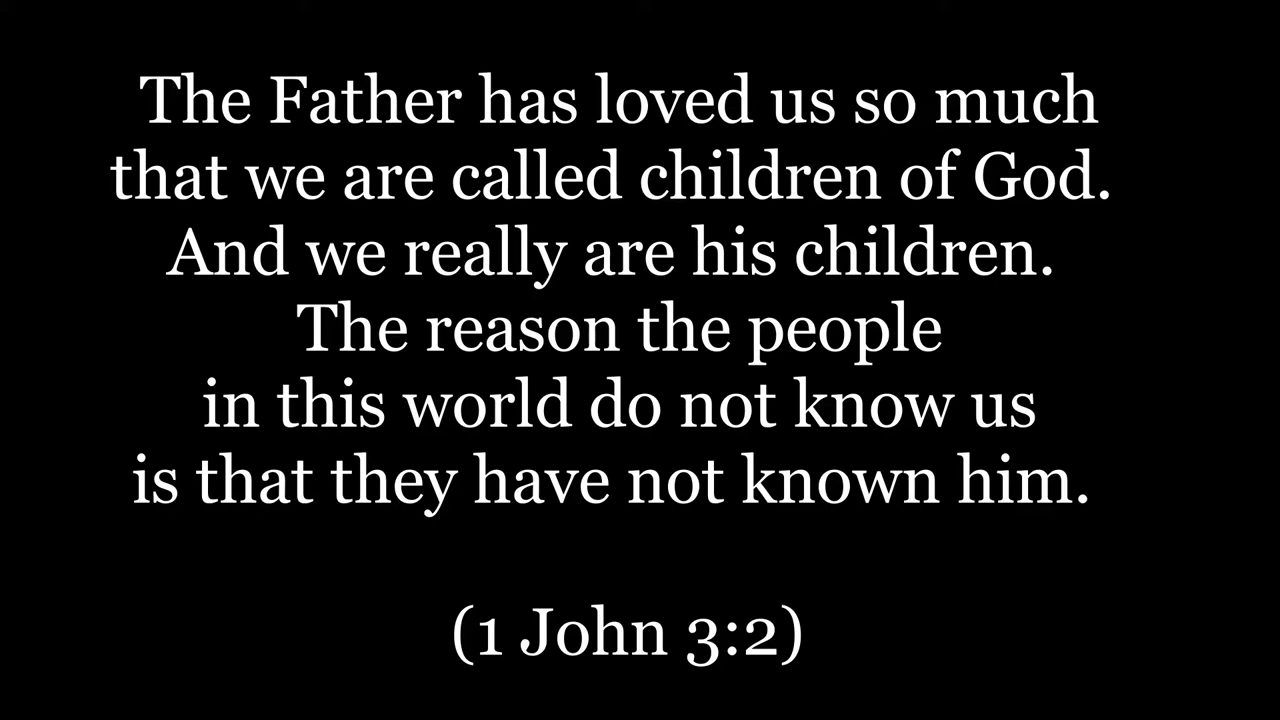 The Father has loved us so much
that we are called children of God.
And we really are his children.
The reason the people
in this world do not know us
is that they have not known him.
(1 John 3:2)